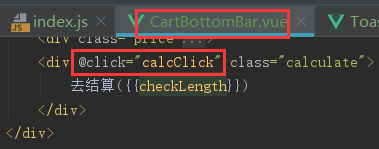 JS index.js × CartBottomBar.vue × Toas
<div class="price"...>
<div @click="calcClick" class="calculate">
去结算({{checkLength}})
</div>
</div>